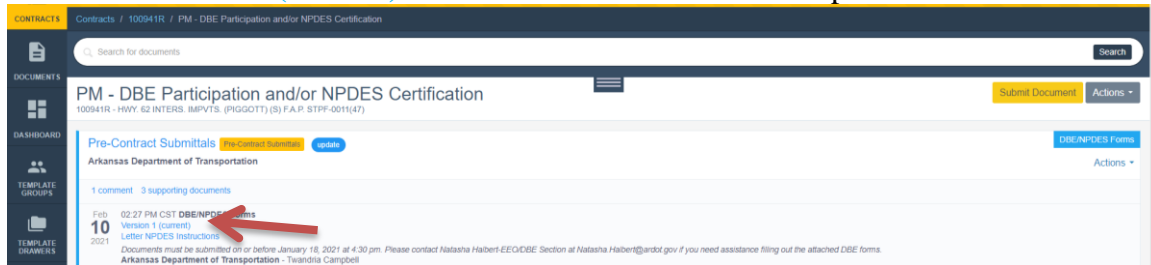 CONTRACTS
Contracts / 100941R / PM - DBE Participation and/or NPDES Certification
Search for documents
Search
DOCUMENTS
PM - DBE Participation and/or NPDES Certification
Submit Document
Actions
100941R - HWY. 62 INTERS. IMPVTS. (PIGGOTT) (S) F.A.P. STPF-0011(47)
DASHBOARD
Pre-Contract Submittals Pre-Contract Submittals update
DBE/NPDES Forms
Arkansas Department of Transportation
Actions
TEMPLATE GROUPS
1 comment 3 supporting documents
Feb 10 2021
02:27 PM CST DBE/NPDES Forms
Version 1 (current)
Letter NPDES Instructions
Documents must be submitted on or before January 18, 2021 at 4:30 pm. Please contact Natasha Halbert-EEO/DBE Section at Natasha.Halbert@ardot.gov if you need assistance filling out the attached DBE forms.
TEMPLATE DRAWERS
Arkansas Department of Transportation - Twandria Campbell